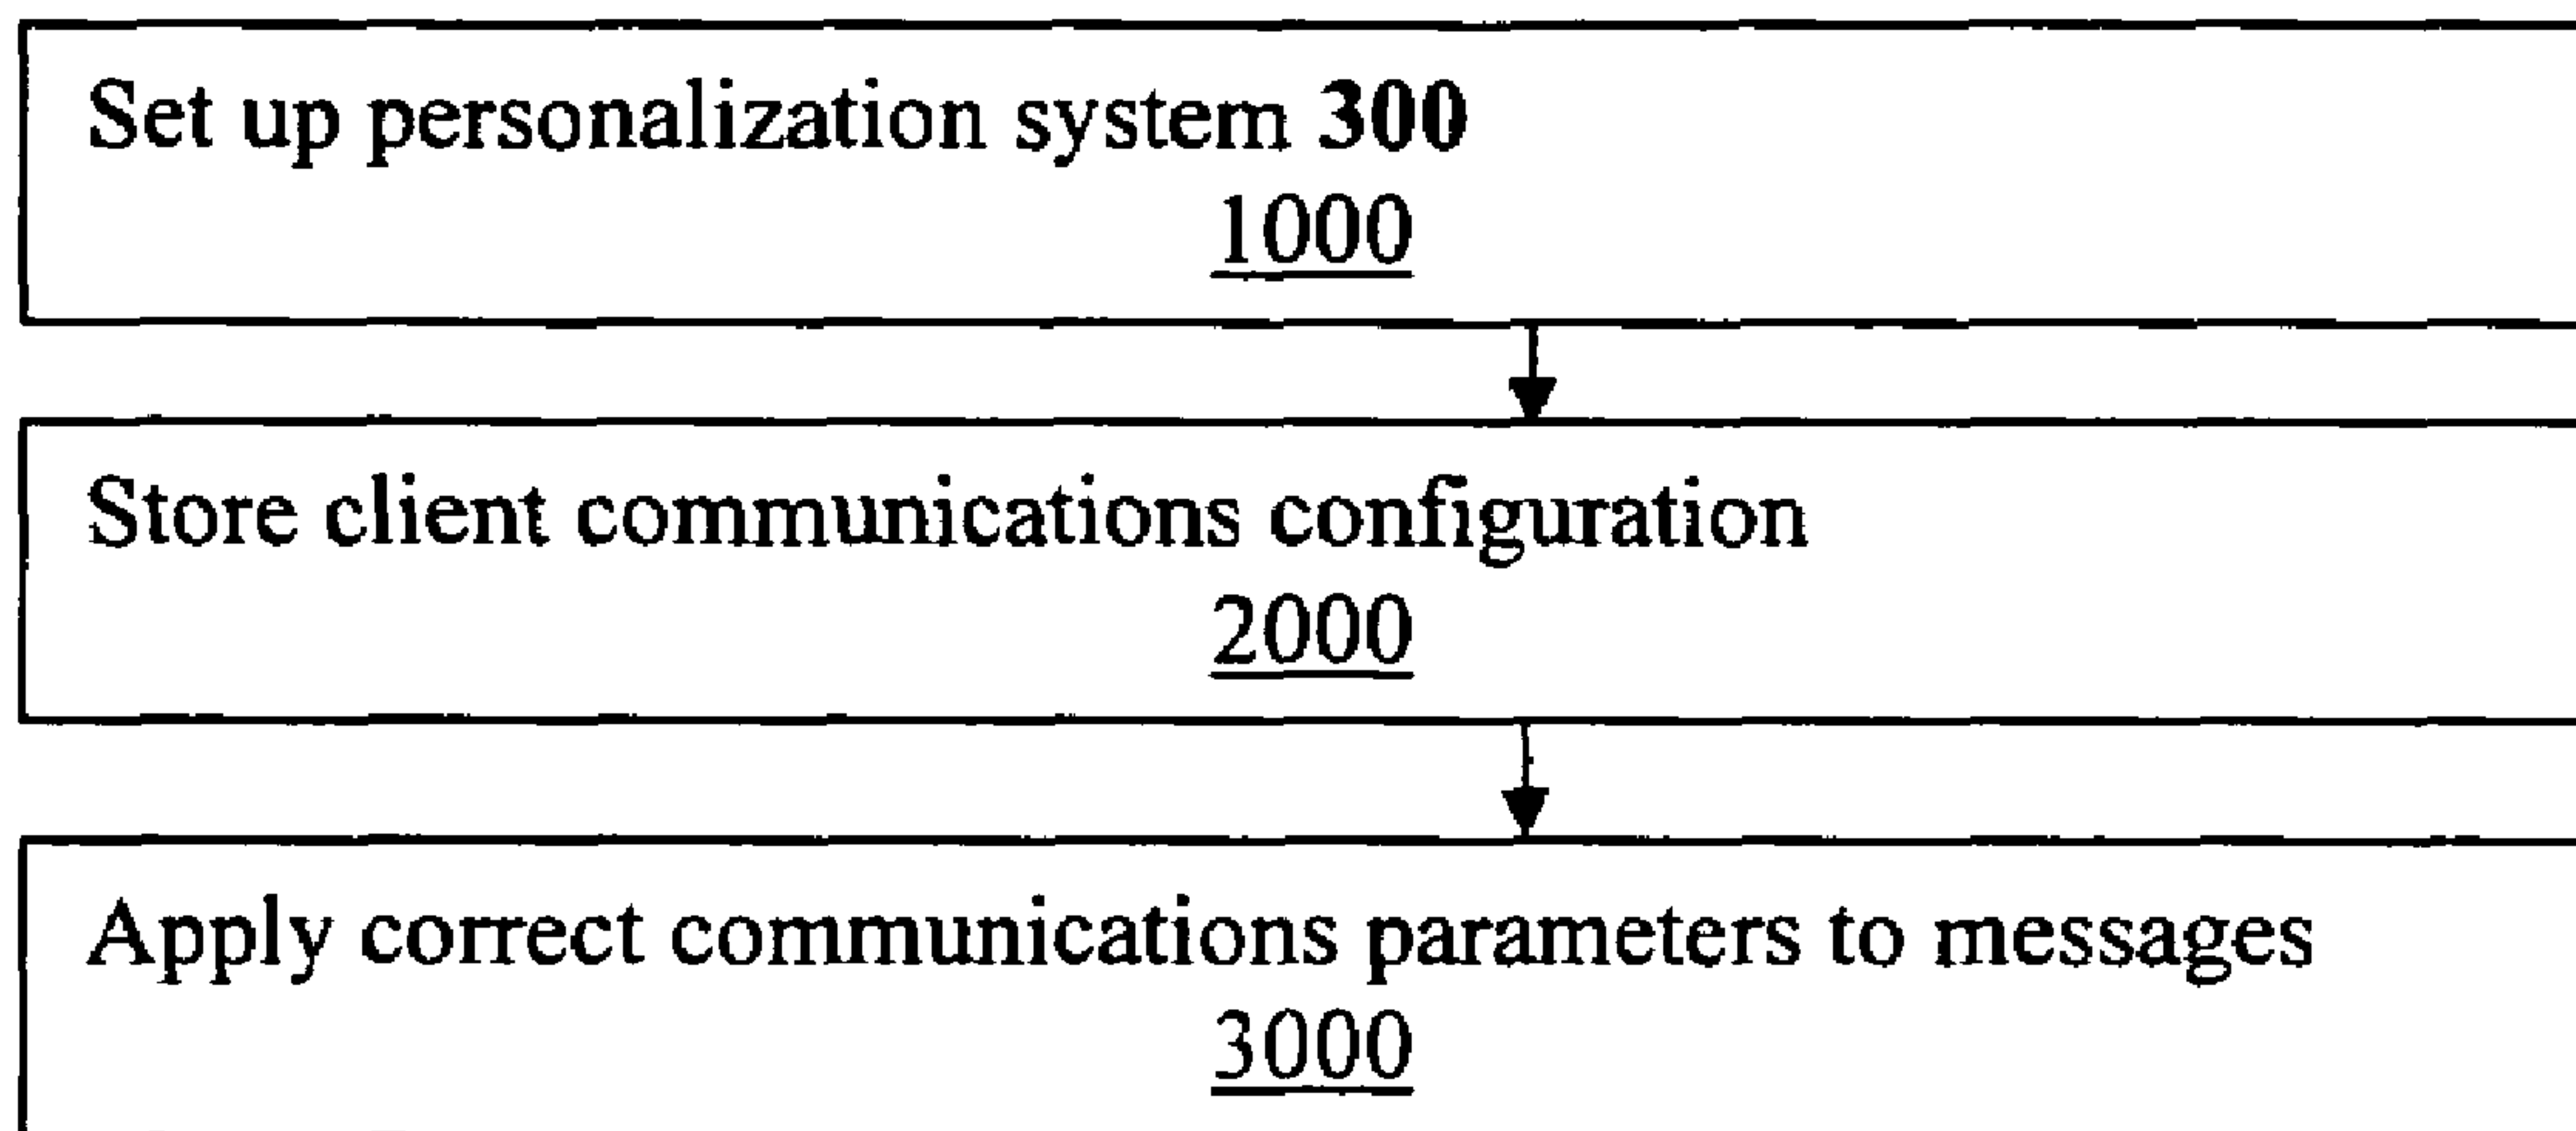 Set up personalization system 300
1000
Store client communications configuration
2000
Apply correct communications parameters to messages
3000